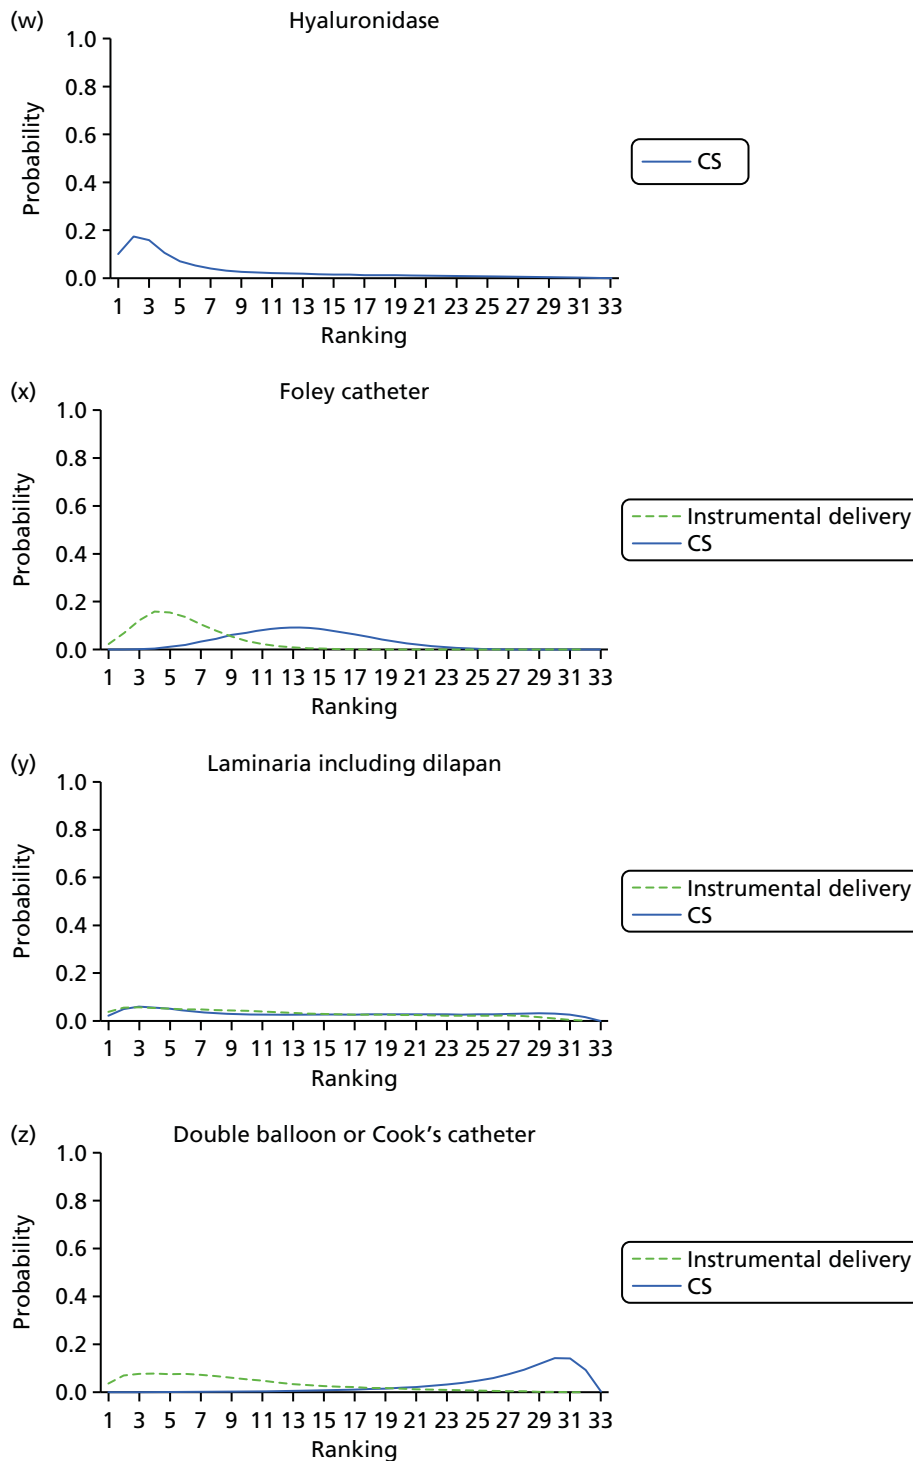 (w)
Hyaluronidase
1.0
0.8
0.6
0.4
0.2
0.0
Probability
1 3 5 7 9 11 13 15 17 19 21 23 25 27 29 31 33
Ranking
CS
(x)
Foley catheter
1.0
0.8
0.6
0.4
0.2
0.0
Probability
1 3 5 7 9 11 13 15 17 19 21 23 25 27 29 31 33
Ranking
Instrumental delivery
CS
(y)
Laminaria including dilapan
1.0
0.8
0.6
0.4
0.2
0.0
Probability
1 3 5 7 9 11 13 15 17 19 21 23 25 27 29 31 33
Ranking
Instrumental delivery
CS
(z)
Double balloon or Cook's catheter
1.0
0.8
0.6
0.4
0.2
0.0
Probability
1 3 5 7 9 11 13 15 17 19 21 23 25 27 29 31 33
Ranking
Instrumental delivery
CS